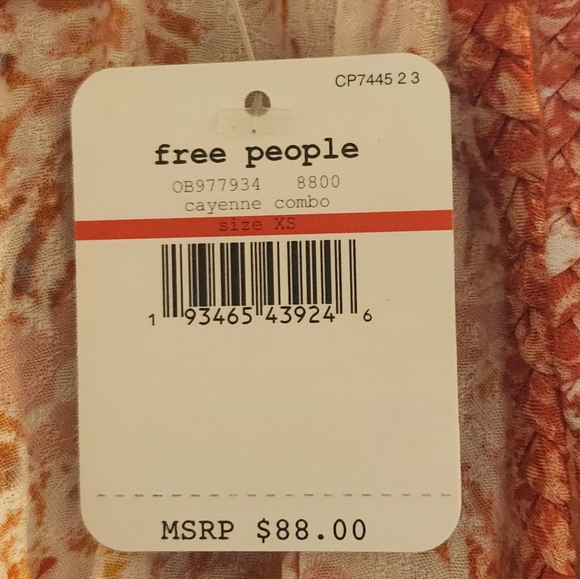 CP7445 2 3
free people
OB977934 8800
cayenne combo
size XS
1 93465 43924 6
MSRP $88.00